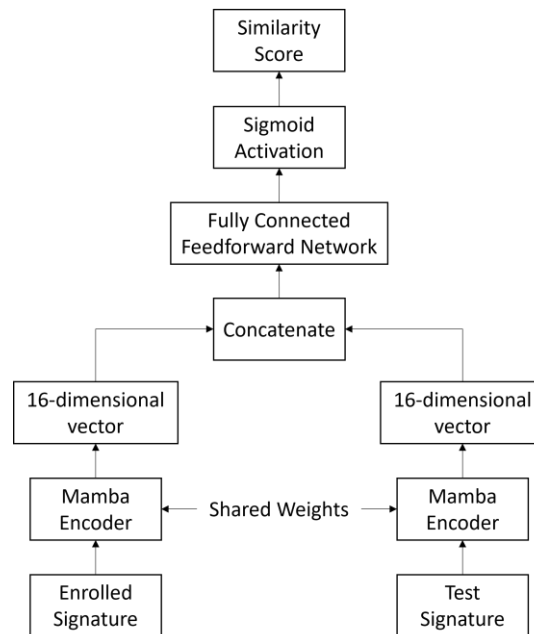 Similarity
Score
Sigmoid
Activation
Fully Connected
Feedforward Network
Concatenate
16-dimensional
vector
16-dimensional
vector
Mamba
Encoder
Shared Weights
Mamba
Encoder
Enrolled
Signature
Test
Signature